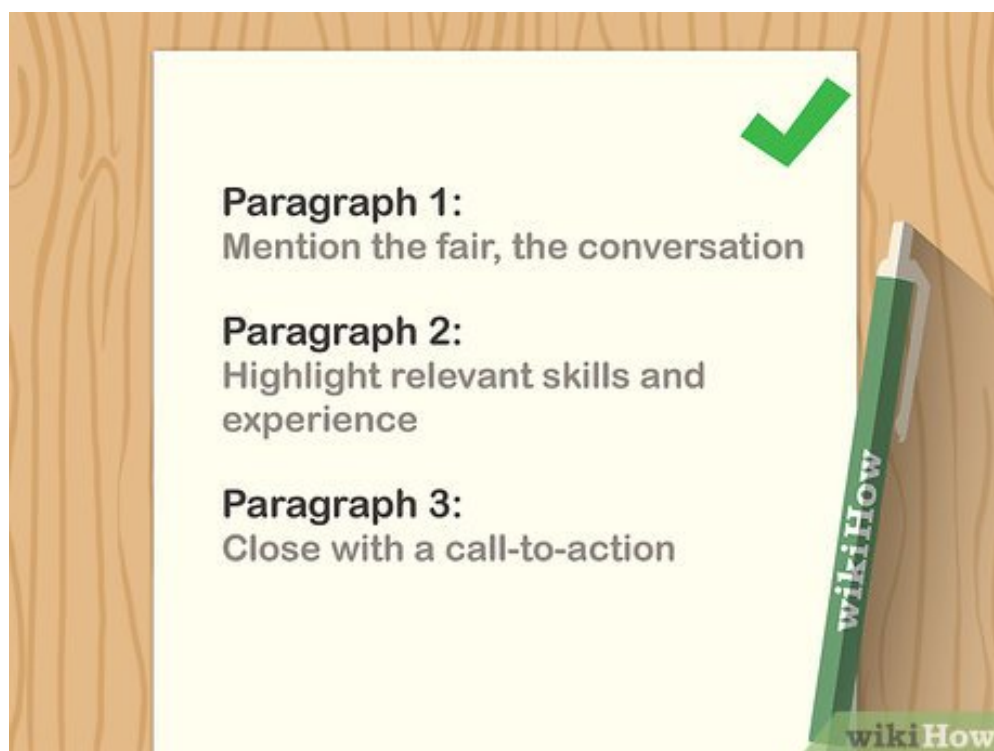 Paragraph 1:
Mention the fair, the conversation
Paragraph 2:
Highlight relevant skills and
experience
Paragraph 3:
Close with a call-to-action
wikiHow
wikiHow